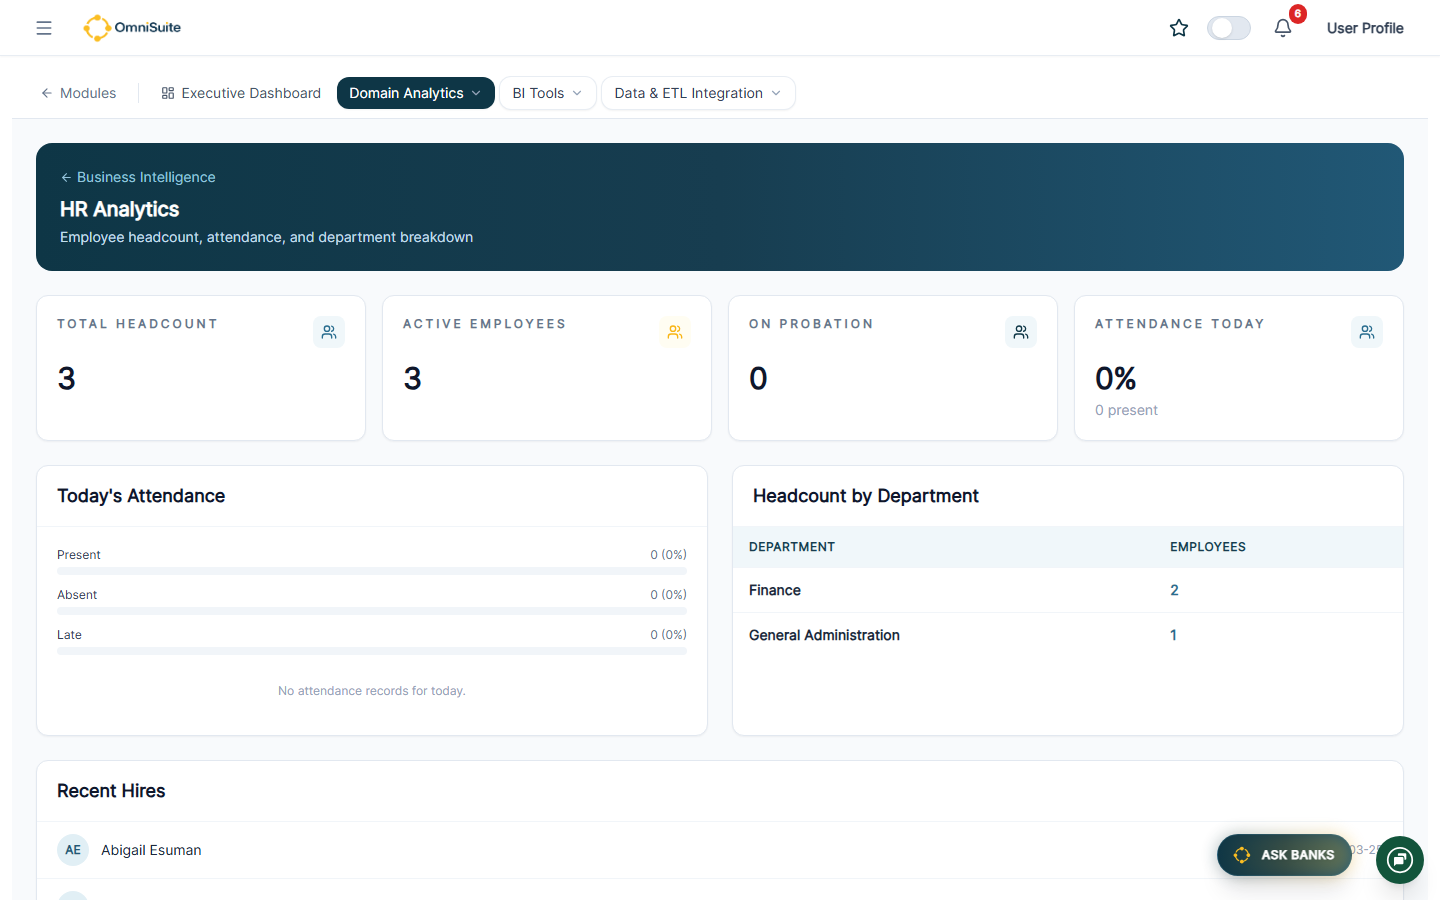 OmniSuite
6
User Profile
Modules
Executive Dashboard
Domain Analytics
BI Tools
Data & ETL Integration
Business Intelligence
HR Analytics
Employee headcount, attendance, and department breakdown
TOTAL HEADCOUNT
3
ACTIVE EMPLOYEES
3
ON PROBATION
0
ATTENDANCE TODAY
0%
0 present
Today's Attendance
Present 0 (0%)
Absent 0 (0%)
Late 0 (0%)
No attendance records for today.
Headcount by Department
DEPARTMENT EMPLOYEES
Finance 2
General Administration 1
Recent Hires
AE Abigail Esuman
ASK BANKS